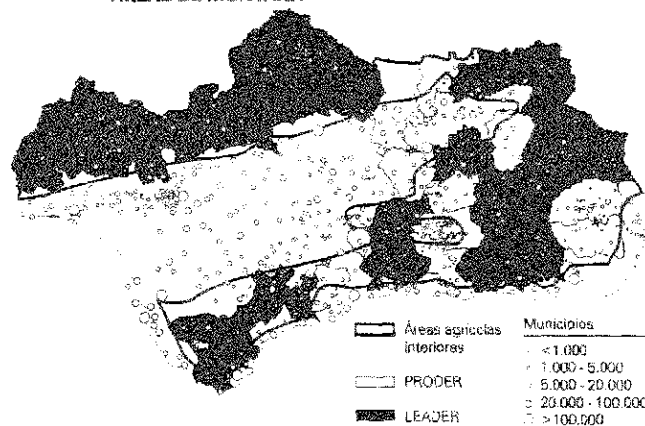 Áreas agrícolas
interiores
PRODER
LEADER
Municipios
<1.000
1.000 - 5.000
5.000 - 20.000
20.000 - 100.000
>100.000